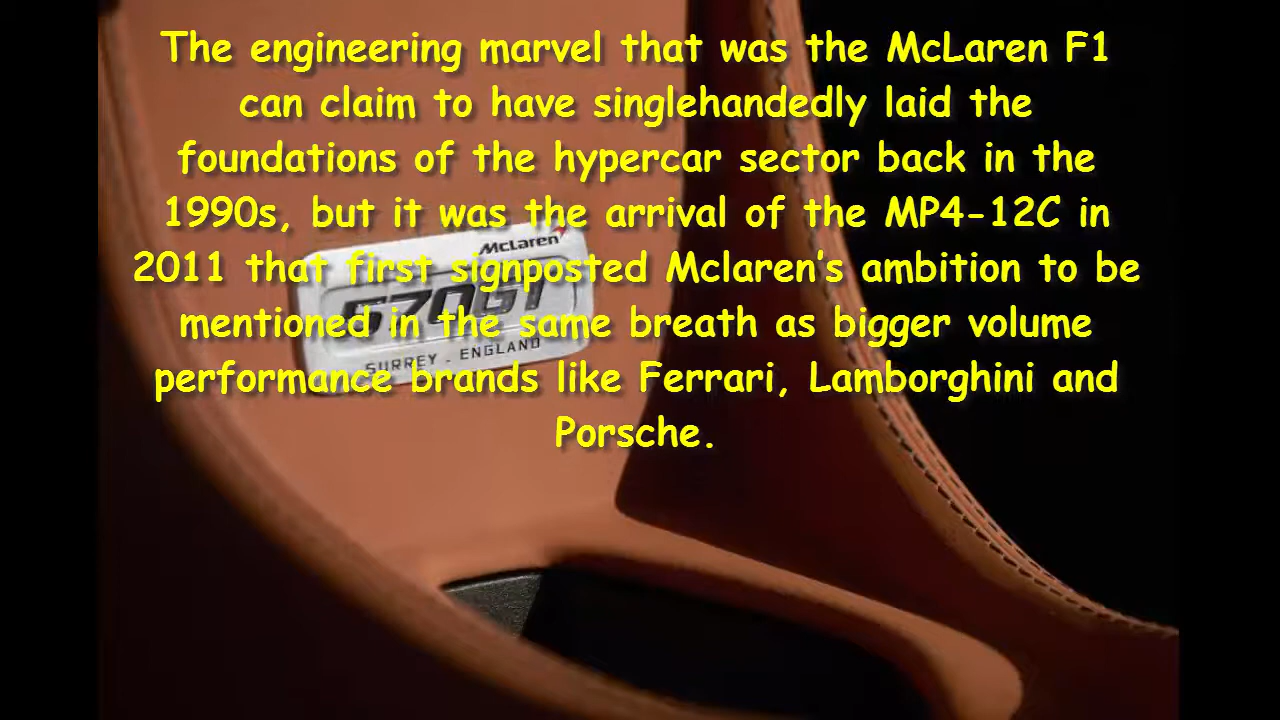 The engineering marvel that was the McLaren F1
can claim to have singlehandedly laid the
foundations of the hypercar sector back in the
1990s, but it was the arrival of the MP4-12C in
2011 that first signposted Mclaren's ambition to be
mentioned in the same breath as bigger volume
performance brands like Ferrari, Lamborghini and
Porsche.
McLaren
570GT
SURREY . ENGLAND